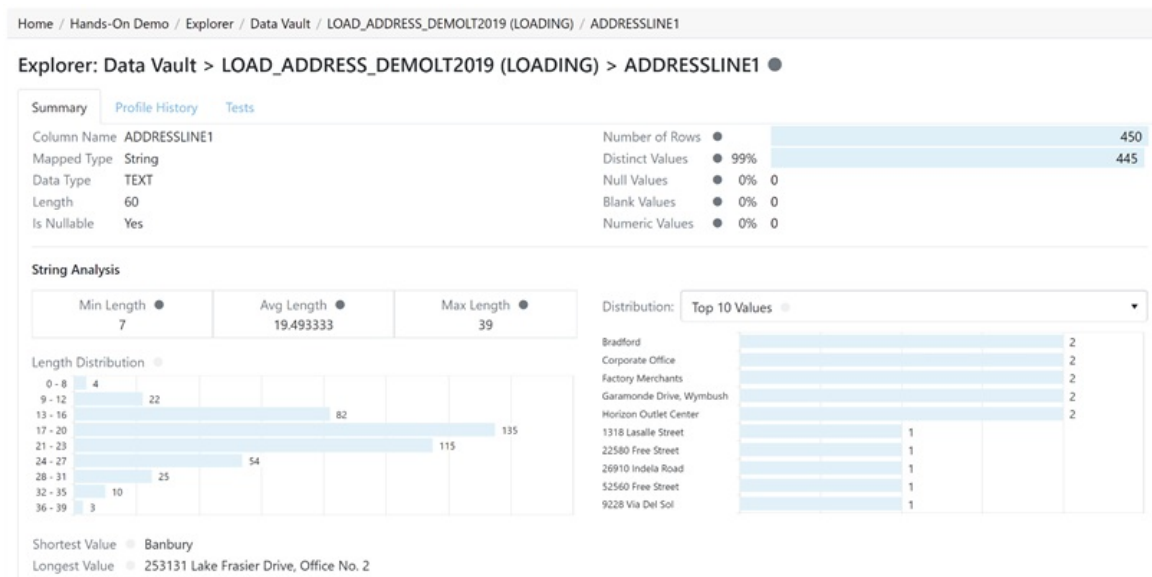 Home / Hands-On Demo / Explorer / Data Vault / LOAD_ADDRESS_DEMOLT2019 (LOADING) / ADDRESSLINE1
Explorer: Data Vault > LOAD_ADDRESS_DEMOLT2019 (LOADING) > ADDRESSLINE1
Summary Profile History Tests
Column Name ADDRESSLINE1
Mapped Type String
Data Type TEXT
Length 60
Is Nullable Yes
Number of Rows 450
Distinct Values 99% 445
Null Values 0% 0
Blank Values 0% 0
Numeric Values 0% 0
String Analysis
Min Length Avg Length Max Length
7 19.493333 39
Length Distribution
0 - 8 4
9 - 12 22
13 - 16 82
17 - 20 135
21 - 23 115
24 - 27 54
28 - 31 25
32 - 35 10
36 - 39 3
Shortest Value Banbury
Longest Value 253131 Lake Frasier Drive, Office No. 2
Distribution: Top 10 Values
Bradford 2
Corporate Office 2
Factory Merchants 2
Garamonde Drive, Wymbush 2
Horizon Outlet Center 2
1318 Lasalle Street 1
22580 Free Street 1
26910 Indela Road 1
52560 Free Street 1
9228 Via Del Sol 1